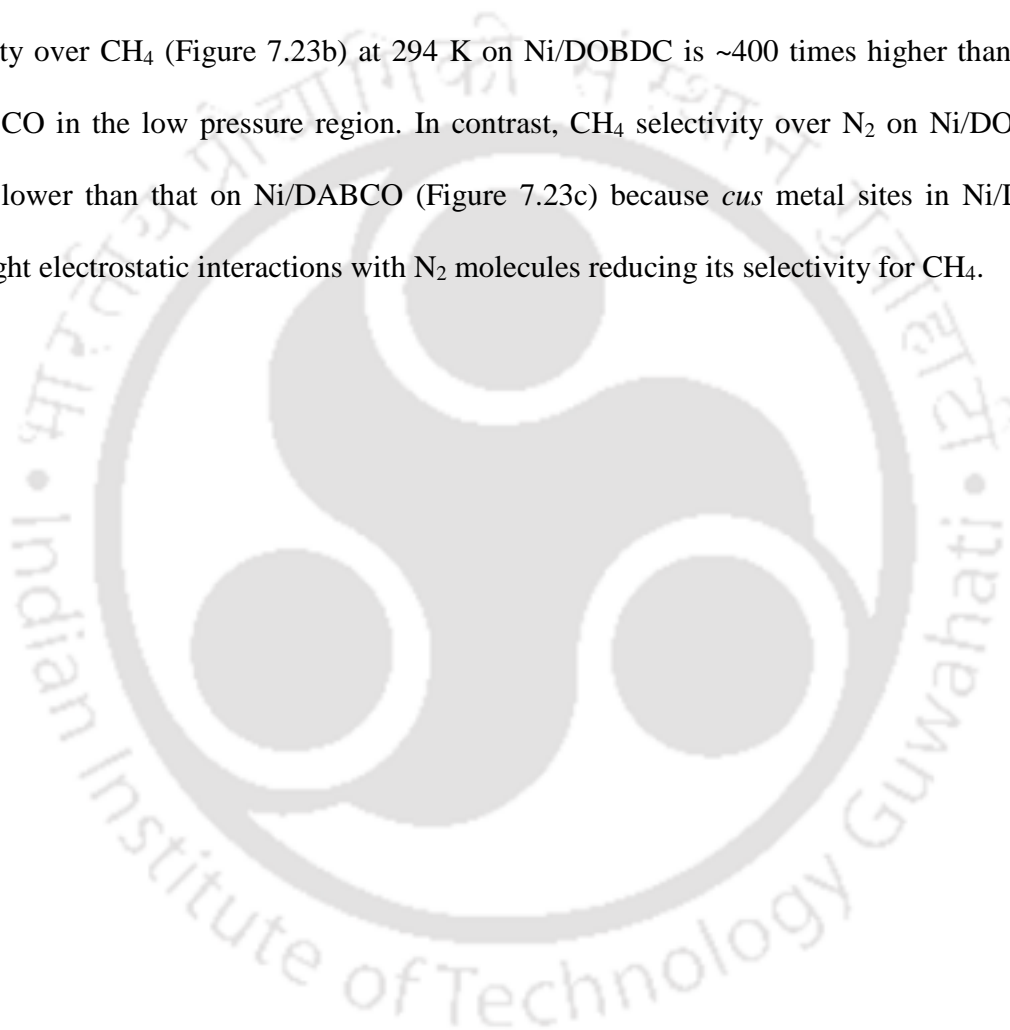 ty over CH₄ (Figure 7.23b) at 294 K on Ni/DOBDC is ~400 times higher than
CO in the low pressure region. In contrast, CH₄ selectivity over N₂ on Ni/DO
lower than that on Ni/DABCO (Figure 7.23c) because cus metal sites in Ni/
ght electrostatic interactions with N₂ molecules reducing its selectivity for CH₄.
Indian Institute of Technology Guwahati